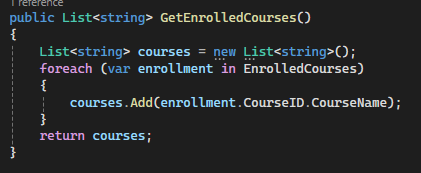 1 reference
public List<string> GetEnrolledCourses()
{
List<string> courses = new List<string>();
foreach (var enrollment in EnrolledCourses)
{
courses.Add(enrollment.CourseID.CourseName);
}
return courses;
}